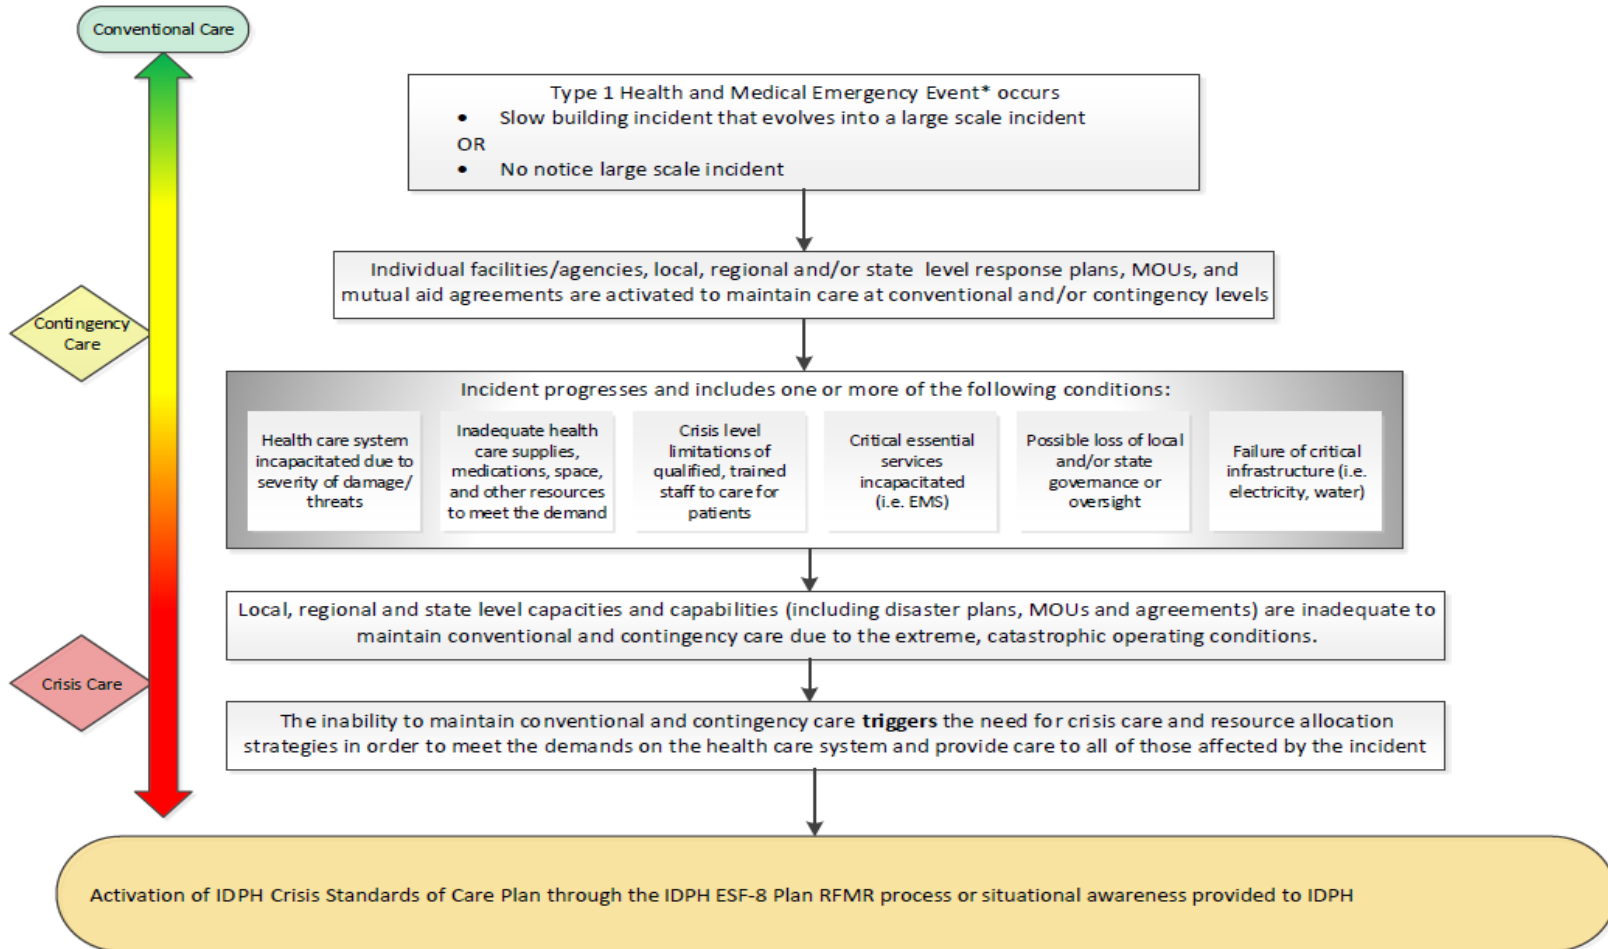 Conventional Care
Type 1 Health and Medical Emergency Event* occurs
• Slow building incident that evolves into a large scale incident
OR
• No notice large scale incident
Individual facilities/agencies, local, regional and/or state level response plans, MOUs, and
mutual aid agreements are activated to maintain care at conventional and/or contingency levels
Contingency
Care
Incident progresses and includes one or more of the following conditions:
Health care system
incapacitated due to
severity of damage/
threats
Inadequate health
care supplies,
medications, space,
and other resources
to meet the demand
Crisis level
limitations of
qualified, trained
staff to care for
patients
Critical essential
services
incapacitated
(i.e. EMS)
Possible loss of local
and/or state
governance or
oversight
Failure of critical
infrastructure (i.e.
electricity, water)
Local, regional and state level capacities and capabilities (including disaster plans, MOUs and agreements) are inadequate to
maintain conventional and contingency care due to the extreme, catastrophic operating conditions.
Crisis Care
The inability to maintain conventional and contingency care triggers the need for crisis care and resource allocation
strategies in order to meet the demands on the health care system and provide care to all of those affected by the incident
Activation of IDPH Crisis Standards of Care Plan through the IDPH ESF-8 Plan RFMR process or situational awareness provided to IDPH